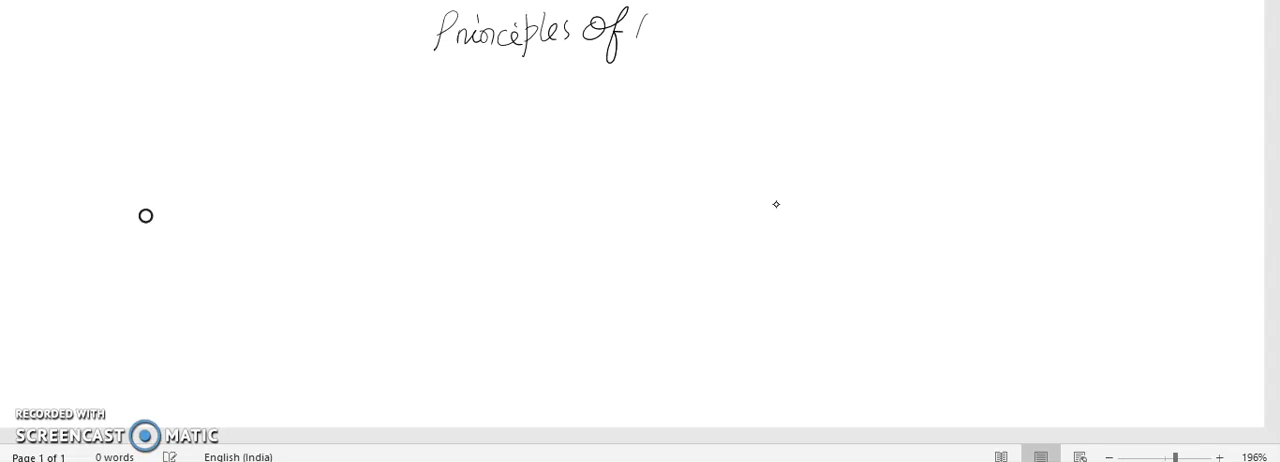 Principles Of
RECORDED WITH
SCREENCAST MATIC
Page 1 of 1 0 words English (India) 196%